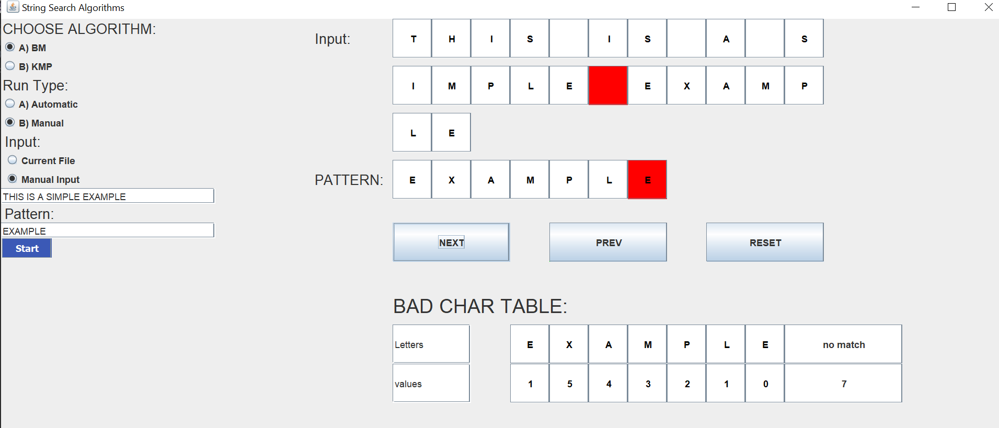 String Search Algorithms
CHOOSE ALGORITHM:
A) BM
B) KMP
Run Type:
A) Automatic
B) Manual
Input:
Current File
Manual Input
THIS IS A SIMPLE EXAMPLE
Pattern:
EXAMPLE
Start
Input: T H I S I S A S
I M P L E E X A M P
L E
PATTERN: E X A M P L E
NEXT PREV RESET
BAD CHAR TABLE:
Letters E X A M P L E no match
values 1 5 4 3 2 1 0 7